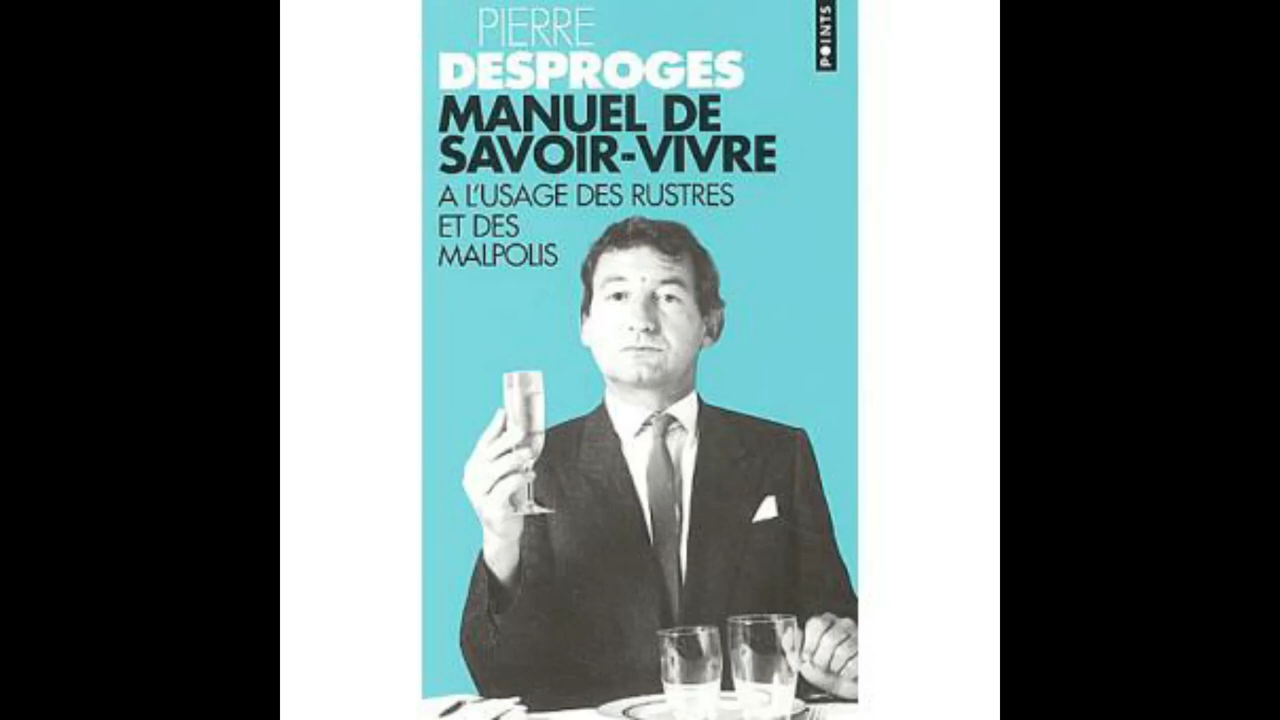 PIERRE
DESPROGES
MANUEL DE
SAVOIR-VIVRE
A L'USAGE DES RUSTRES
ET DES
MALPOLIS
POINTS